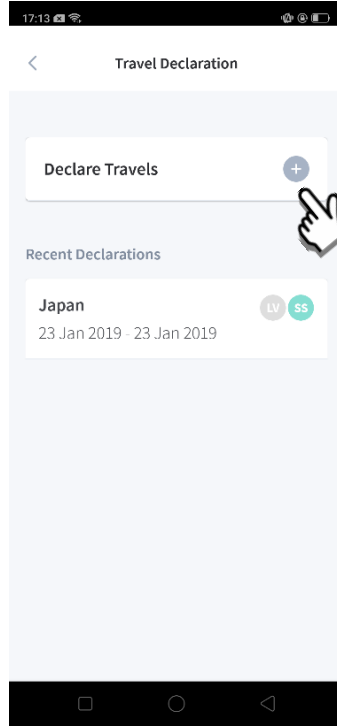 17:13
Travel Declaration
Declare Travels
Recent Declarations
Japan
LV SS
23 Jan 2019 - 23 Jan 2019